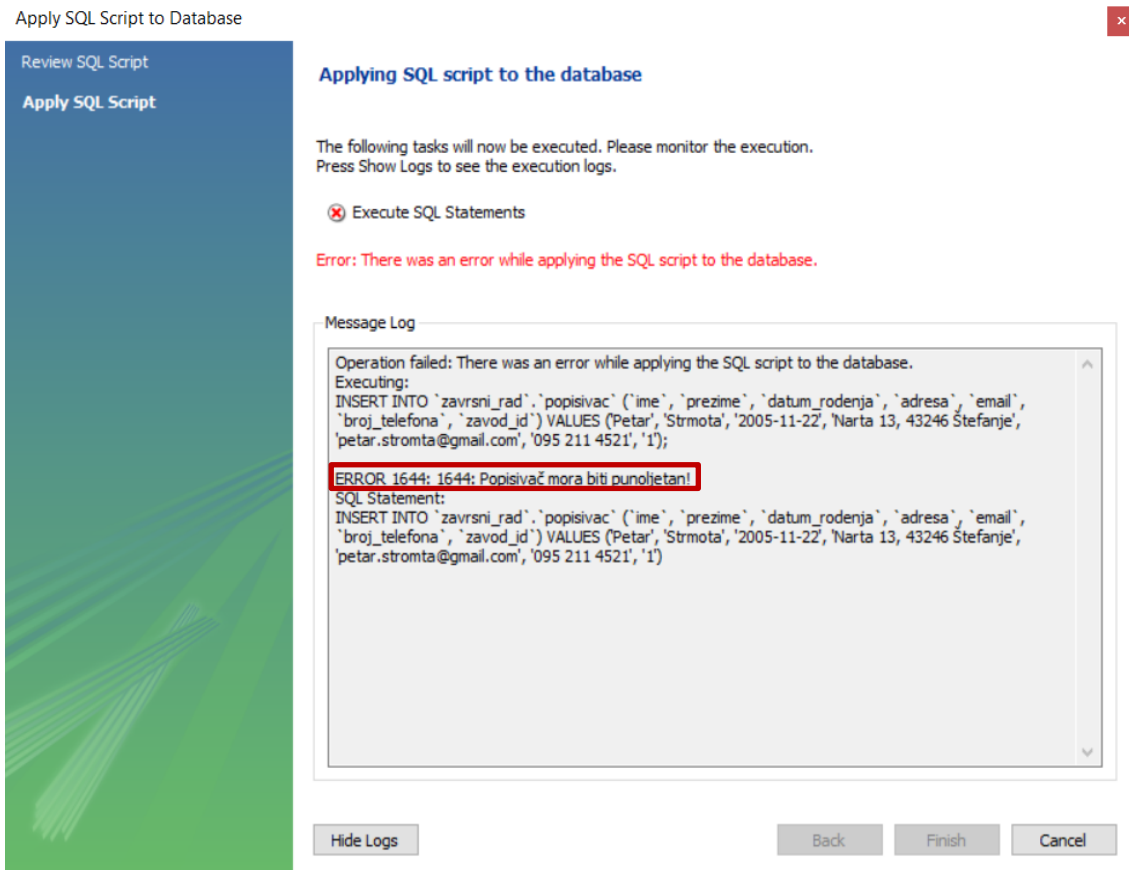 Apply SQL Script to Database
x
Review SQL Script
Apply SQL Script
Applying SQL script to the database
The following tasks will now be executed. Please monitor the execution.
Press Show Logs to see the execution logs.
Execute SQL Statements
Error: There was an error while applying the SQL script to the database.
Message Log
Operation failed: There was an error while applying the SQL script to the database.
Executing:
INSERT INTO `zavrsni_rad`.`popisivac` (`ime`, `prezime`, `datum_rodenja`, `adresa`, `email`,
`broj_telefona`, `zavod_id`) VALUES ('Petar', 'Strmota', '2005-11-22', 'Narta 13, 43246 Štefanje',
'petar.stromta@gmail.com', '095 211 4521', '1');
ERROR 1644: 1644: Popisivač mora biti punoljetan!
SQL Statement:
INSERT INTO `zavrsni_rad`.`popisivac` (`ime`, `prezime`, `datum_rodenja`, `adresa`, `email`,
`broj_telefona`, `zavod_id`) VALUES ('Petar', 'Strmota', '2005-11-22', 'Narta 13, 43246 Štefanje',
'petar.stromta@gmail.com', '095 211 4521', '1')
Hide Logs
Back
Finish
Cancel